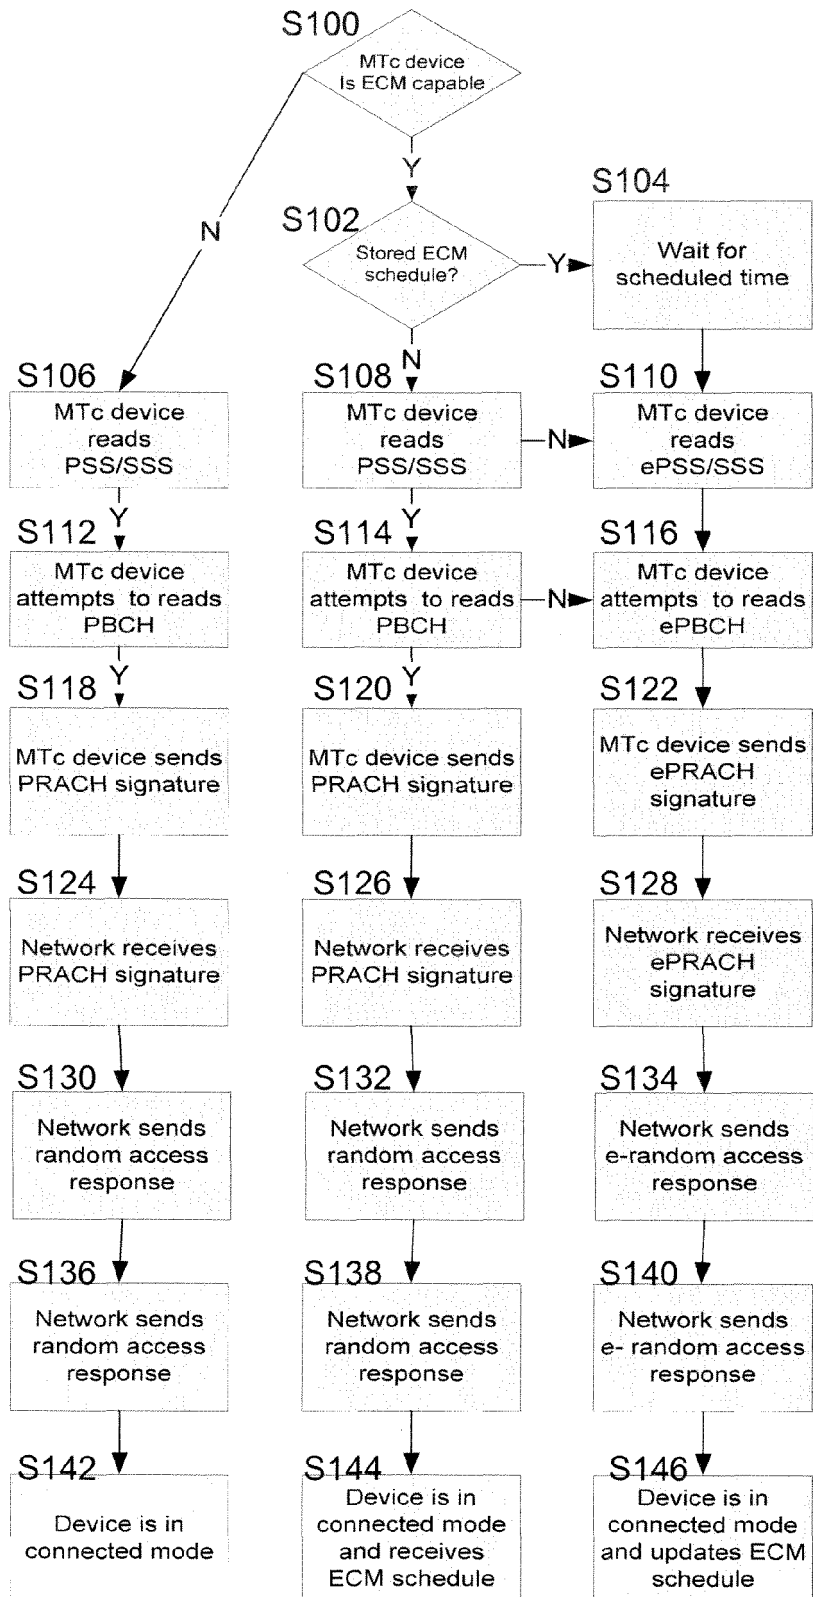 S100
MTc device
Is ECM capable
Y
N
S102
Stored ECM
schedule?
Y
S104
Wait for
scheduled time
N
S106
MTc device
reads
PSS/SSS
S108
MTc device
reads
PSS/SSS
N
S110
MTc device
reads
ePSS/SSS
Y
Y
S112
MTc device
attempts to reads
PBCH
S114
MTc device
attempts to reads
PBCH
N
S116
MTc device
attempts to reads
ePBCH
Y
Y
S118
MTc device sends
PRACH signature
S120
MTc device sends
PRACH signature
S122
MTc device sends
ePRACH
signature
S124
Network receives
PRACH signature
S126
Network receives
PRACH signature
S128
Network receives
ePRACH
signature
S130
Network sends
random access
response
S132
Network sends
random access
response
S134
Network sends
e-random access
response
S136
Network sends
random access
response
S138
Network sends
random access
response
S140
Network sends
e- random access
response
S142
Device is in
connected mode
S144
Device is in
connected mode
and receives
ECM schedule
S146
Device is in
connected mode
and updates ECM
schedule